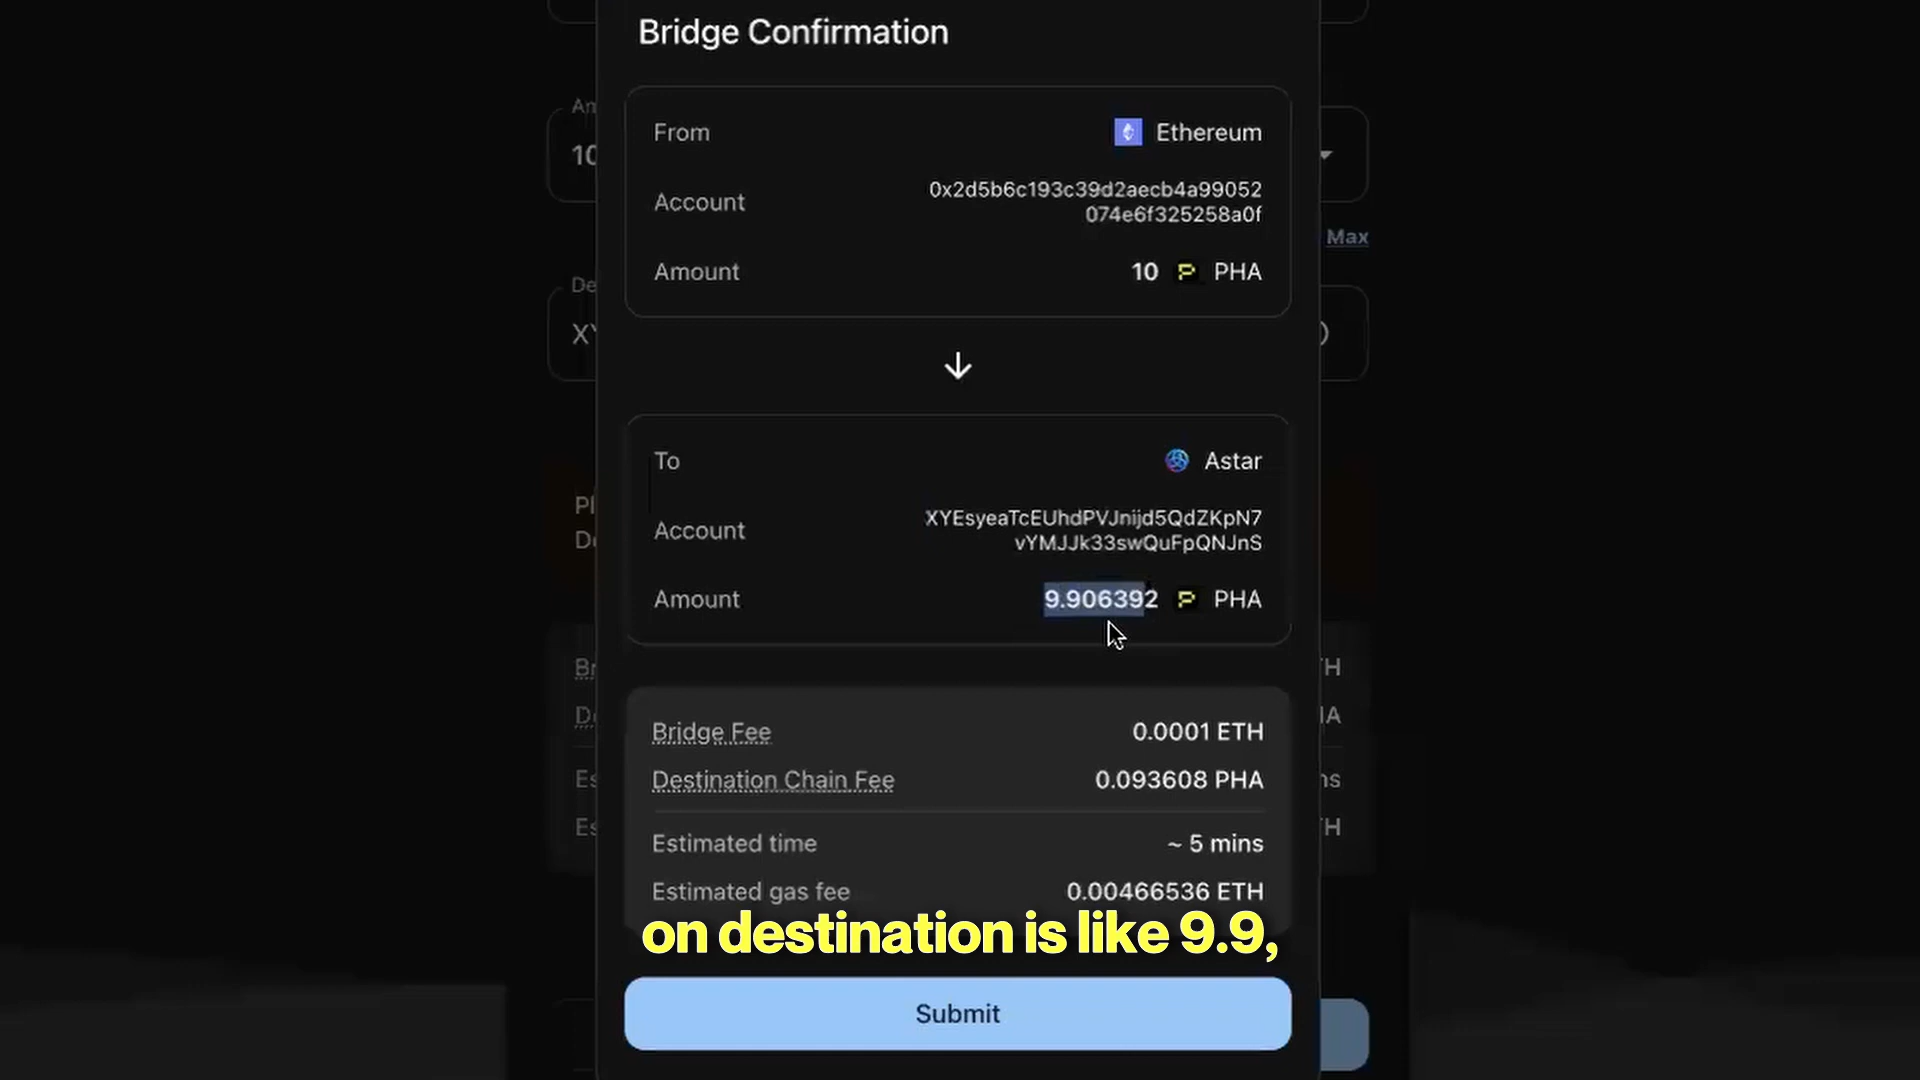 Bridge Confirmation
From Ethereum
Account 0x2d5b6c193c39d2aecb4a99052
074e6f325258a0f
Amount 10 PHA
Max
To Astar
Account XYEsyeaTcEUhdPVJnijd5QdZKpN7
vYMJJk33swQuFpQNJnS
Amount 9.906392 PHA
Bridge Fee 0.0001 ETH
Destination Chain Fee 0.093608 PHA
Estimated time ~ 5 mins
Estimated gas fee 0.00466536 ETH
on destination is like 9.9,
Submit